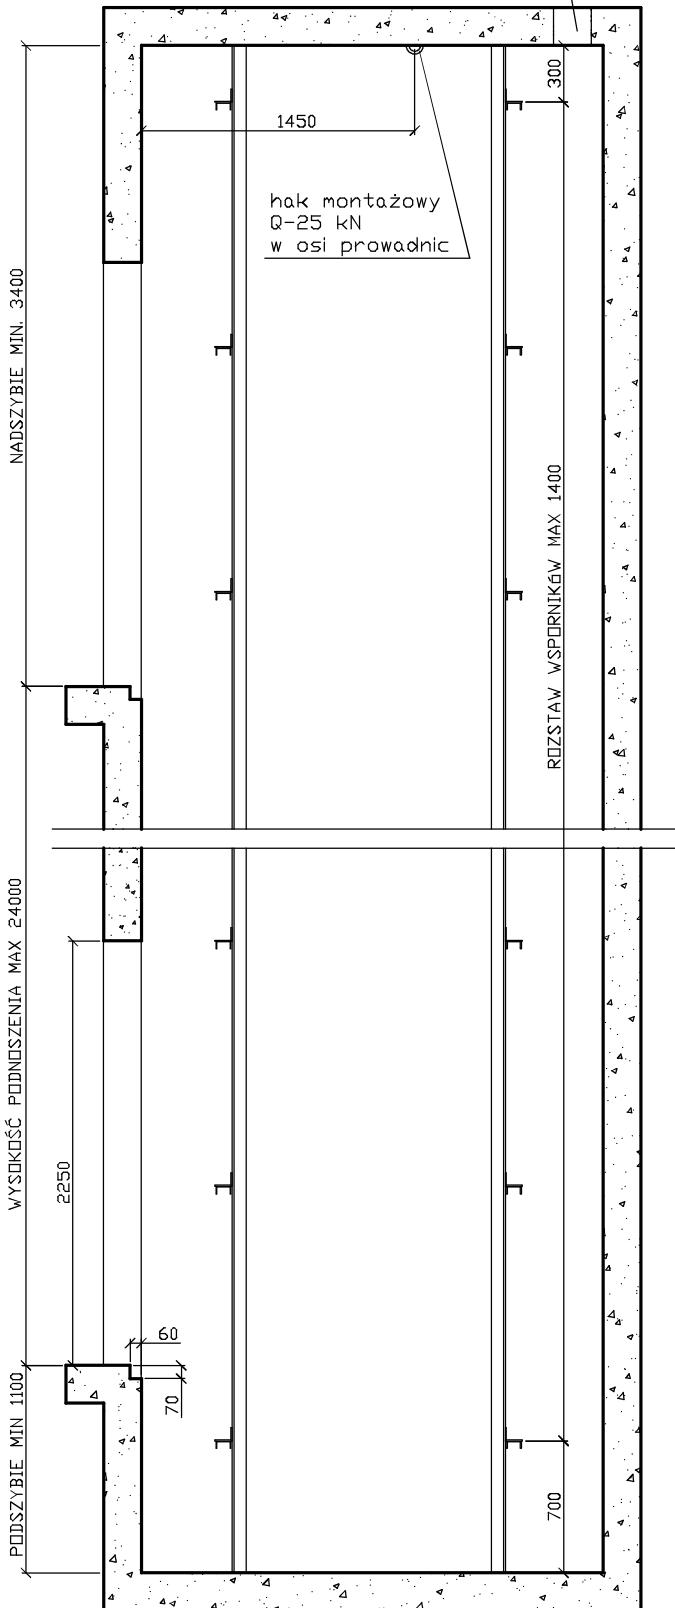 300
1450
hak montażowy
Q-25 kN
w osi prowadnic
NADSZYBIE MIN. 3400
ROZSTAW WSPORNIKÓW MAX 1400
WYSOKOŚĆ PODNOSZENIA MAX 24000
2250
60
70
PODSZYBIE MIN 1100
700